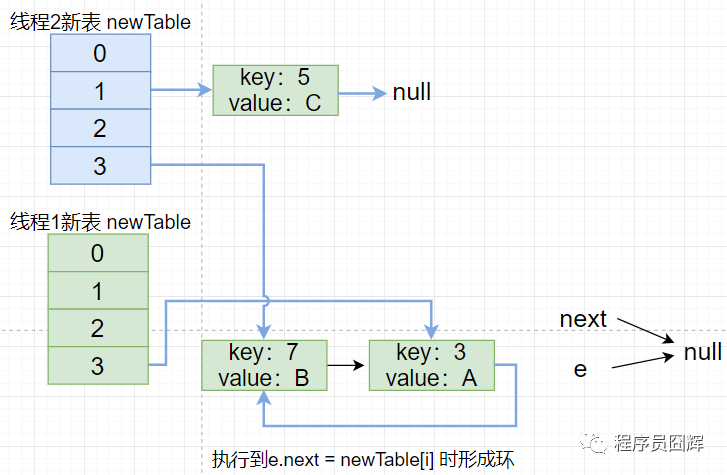 线程2新表 newTable
0
1
2
3
key：5
value：C
null
线程1新表 newTable
0
1
2
3
key：7
value：B
key：3
value：A
next
e
null
执行到e.next = newTable[i] 时形成环
程序员囧辉